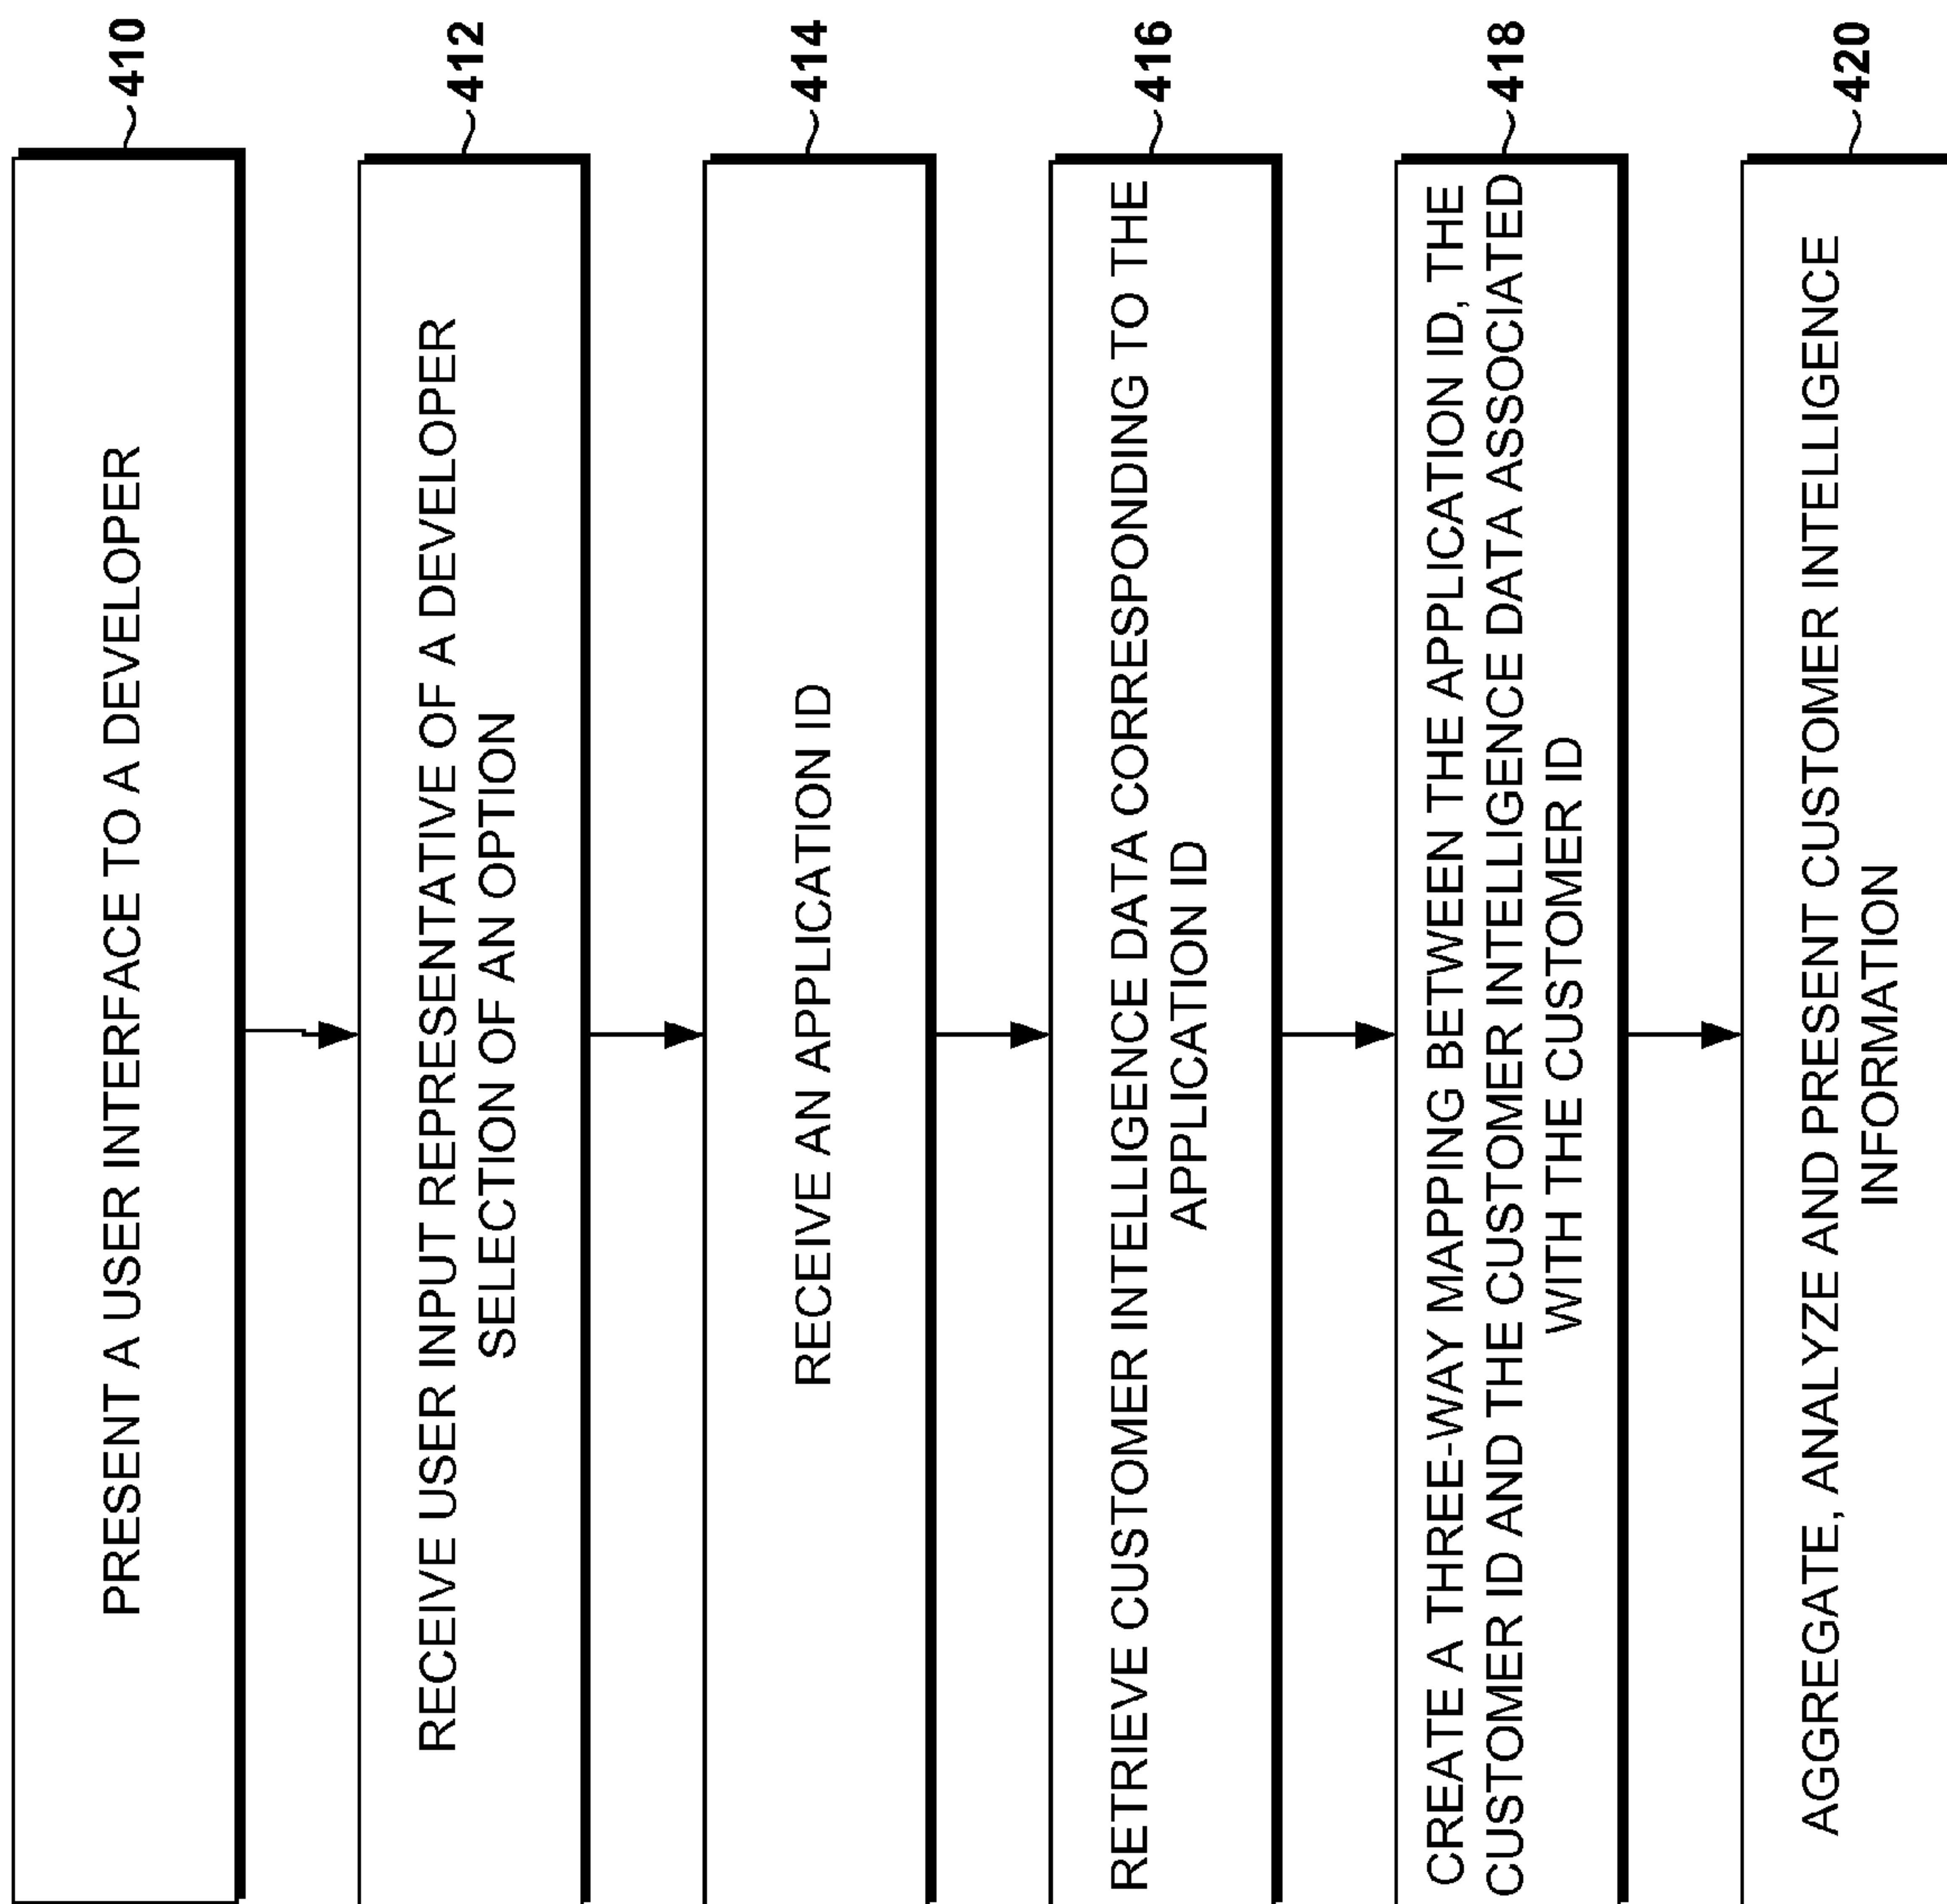 PRESENT A USER INTERFACE TO A DEVELOPER
410
RECEIVE USER INPUT REPRESENTATIVE OF A DEVELOPER
SELECTION OF AN OPTION
412
RECEIVE AN APPLICATION ID
414
RETRIEVE CUSTOMER INTELLIGENCE DATA CORRESPONDING TO THE
APPLICATION ID
416
CREATE A THREE-WAY MAPPING BETWEEN THE APPLICATION ID, THE
CUSTOMER ID AND THE CUSTOMER INTELLIGENCE DATA ASSOCIATED
WITH THE CUSTOMER ID
418
AGGREGATE, ANALYZE AND PRESENT CUSTOMER INTELLIGENCE
INFORMATION
420